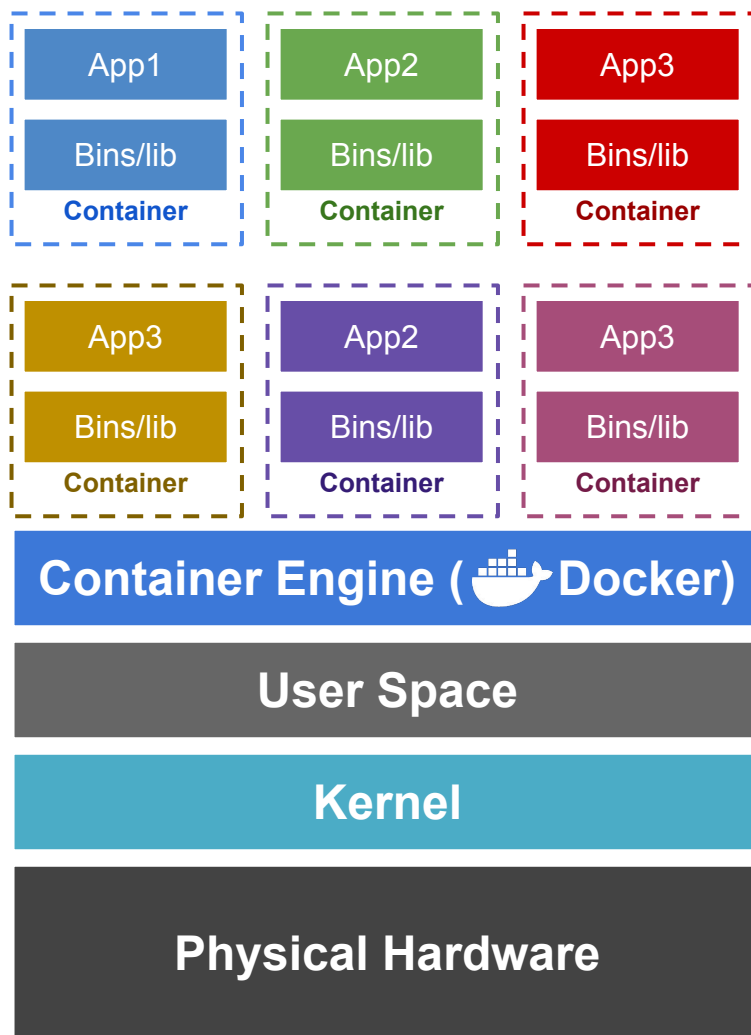 App1
App2
App3
Bins/lib
Bins/lib
Bins/lib
Container
Container
Container
App3
App2
App3
Bins/lib
Bins/lib
Bins/lib
Container
Container
Container
Container Engine ( Docker)
User Space
Kernel
Physical Hardware